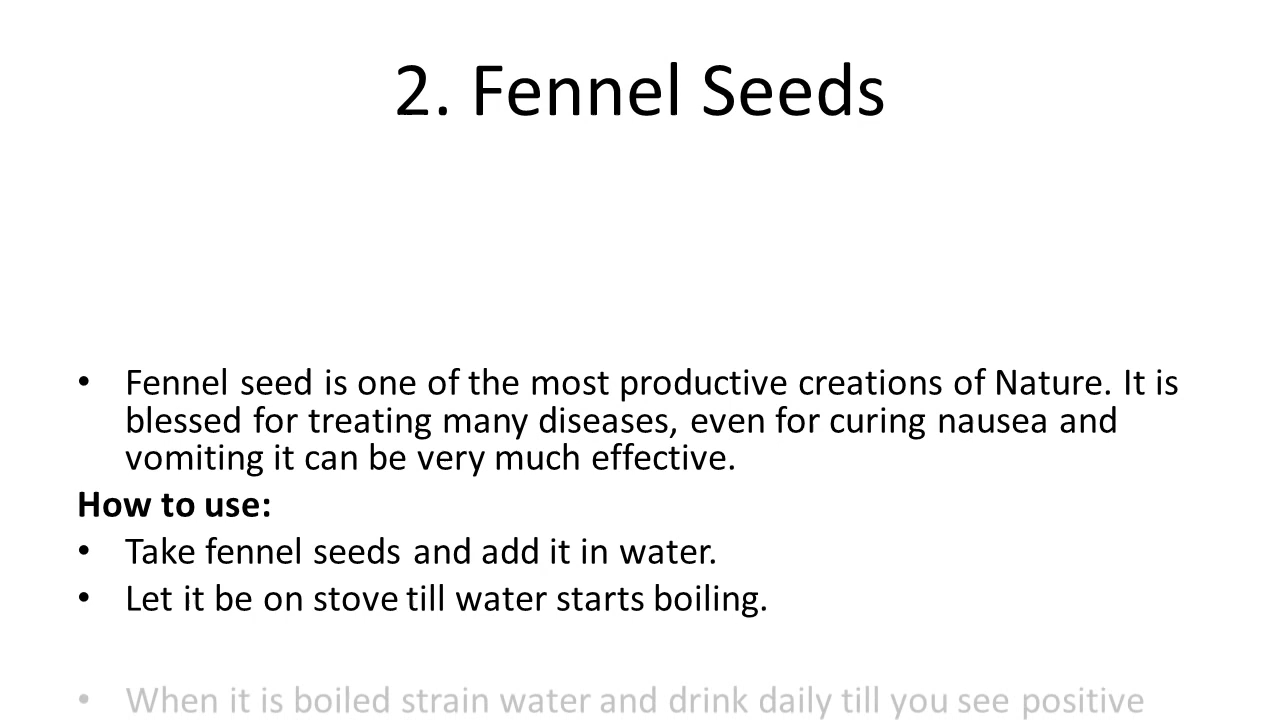 2. Fennel Seeds
• Fennel seed is one of the most productive creations of Nature. It is
blessed for treating many diseases, even for curing nausea and
vomiting it can be very much effective.
How to use:
• Take fennel seeds and add it in water.
• Let it be on stove till water starts boiling.
• When it is boiled strain water and drink daily till you see positive